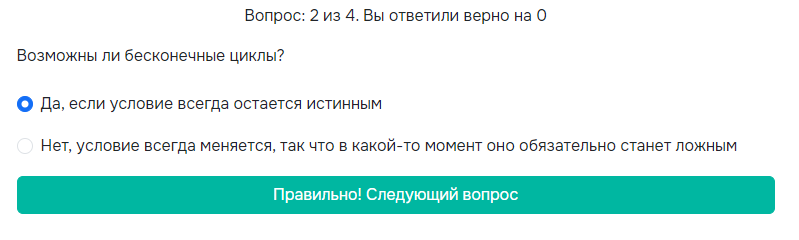 Вопрос: 2 из 4. Вы ответили верно на 0
Возможны ли бесконечные циклы?
Да, если условие всегда остается истинным
Нет, условие всегда меняется, так что в какой-то момент оно обязательно станет ложным
Правильно! Следующий вопрос